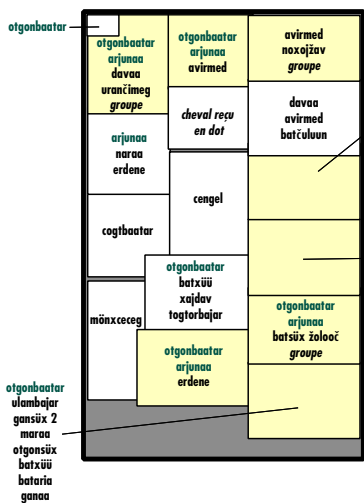 otgonbaatar
otgonbaatar
arjunaa
davaa
urančimeg
groupe
otgonbaatar
arjunaa
avirmed
avirmed
noxojžav
groupe
cheval reçu
en dot
davaa
avirmed
batčuluun
arjunaa
naraa
erdene
cengel
cogtbaatar
otgonbaatar
batxüü
xajdav
togtorbajar
mönxceceg
otgonbaatar
arjunaa
batsüx žolooč
groupe
otgonbaatar
arjunaa
erdene
otgonbaatar
ulambajar
gansüx 2
maraa
otgonsüx
batxüü
bataria
ganaa